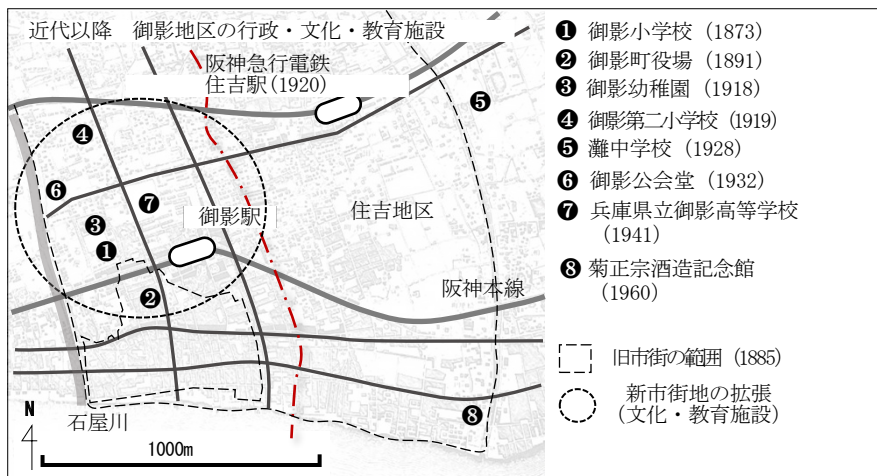 近代以降　御影地区の行政・文化・教育施設
阪神急行電鉄
住吉駅(1920)
❺
❹
❻
❼
住吉地区
❸
御影駅
❶
阪神本線
❷
❽
N
石屋川
1000m
❶ 御影小学校 (1873)
❷ 御影町役場 (1891)
❸ 御影幼稚園 (1918)
❹ 御影第二小学校 (1919)
❺ 灘中学校 (1928)
❻ 御影公会堂 (1932)
❼ 兵庫県立御影高等学校
(1941)
❽ 菊正宗酒造記念館
(1960)
旧市街の範囲 (1885)
新市街地の拡張
(文化・教育施設)